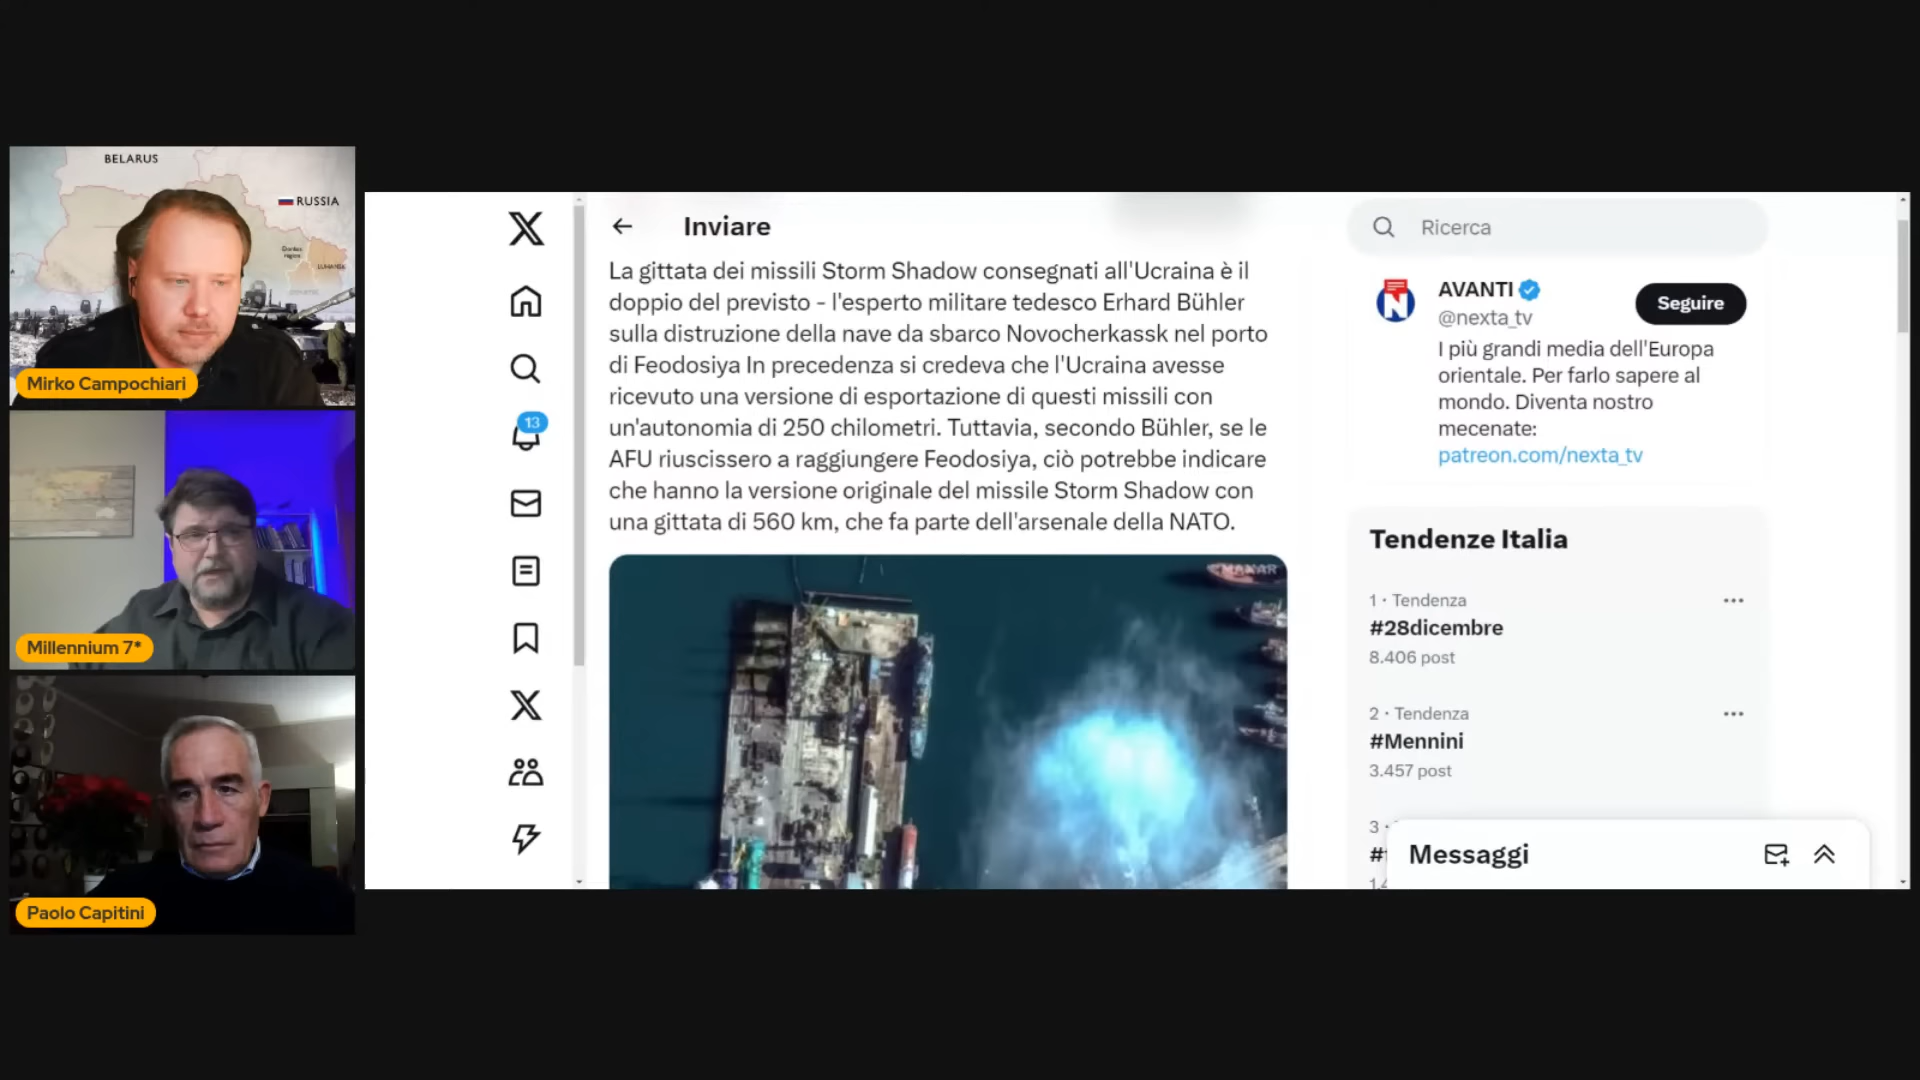 BELARUS
RUSSIA
Donbas
region
LUHANSK
Mirko Campochiari
Millennium 7*
Paolo Capitini
Inviare
La gittata dei missili Storm Shadow consegnati all'Ucraina è il
doppio del previsto - l'esperto militare tedesco Erhard Bühler
sulla distruzione della nave da sbarco Novocherkassk nel porto
di Feodosiya In precedenza si credeva che l'Ucraina avesse
ricevuto una versione di esportazione di questi missili con
un'autonomia di 250 chilometri. Tuttavia, secondo Bühler, se le
AFU riuscissero a raggiungere Feodosiya, ciò potrebbe indicare
che hanno la versione originale del missile Storm Shadow con
una gittata di 560 km, che fa parte dell'arsenale della NATO.
MAXAR
13
Ricerca
AVANTI
@nexta_tv
Seguire
I più grandi media dell'Europa
orientale. Per farlo sapere al
mondo. Diventa nostro
mecenate:
patreon.com/nexta_tv
Tendenze Italia
1 · Tendenza
#28dicembre
8.406 post
2 · Tendenza
#Mennini
3.457 post
3 ·
Messaggi